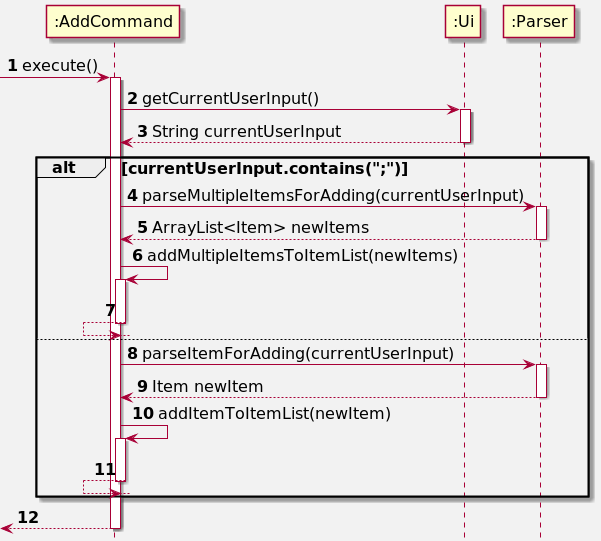 :AddCommand :Ui :Parser
1 execute()
2 getCurrentUserInput()
3 String currentUserInput
alt [currentUserInput.contains(";")]
4 parseMultipleItemsForAdding(currentUserInput)
5 ArrayList<Item> newItems
6 addMultipleItemsToItemList(newItems)
7
8 parseItemForAdding(currentUserInput)
9 Item newItem
10 addItemToItemList(newItem)
11
12